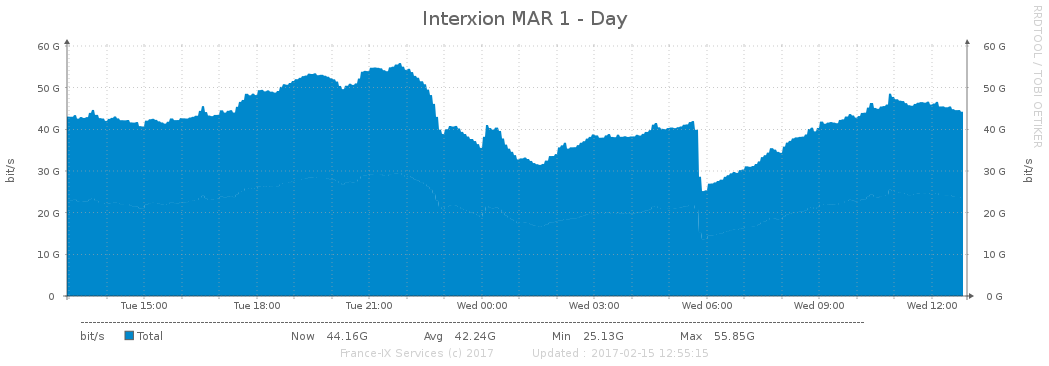 Interxion MAR 1 - Day
RRDTOOL / TOBI OETIKER
60 G 60 G
50 G 50 G
40 G 40 G
30 G 30 G
20 G 20 G
10 G 10 G
0 0 G
bit/s bit/s
Tue 15:00 Tue 18:00 Tue 21:00 Wed 00:00 Wed 03:00 Wed 06:00 Wed 09:00 Wed 12:00
bit/s Total Now 44.16G Avg 42.24G Min 25.13G Max 55.85G
France-IX Services (c) 2017 Updated : 2017-02-15 12:55:15